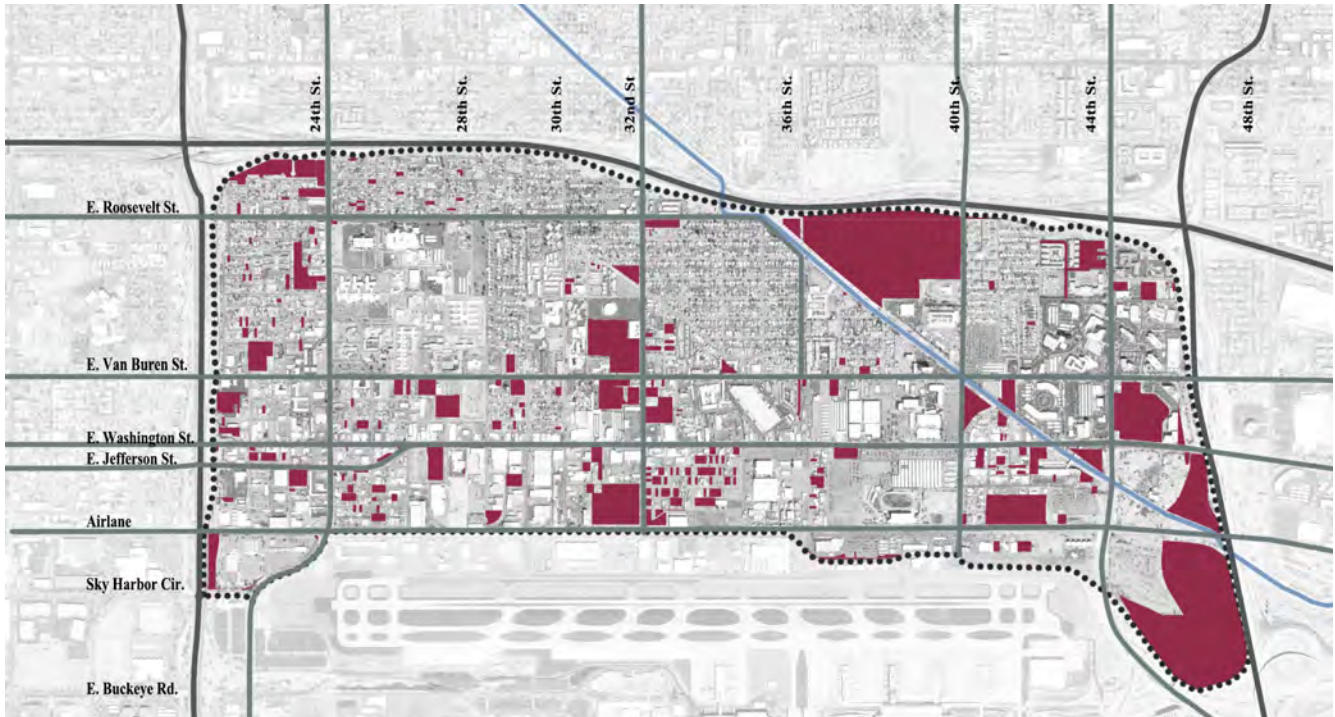 24th St.
28th St.
30th St.
32nd St
36th St.
40th St.
44th St.
48th St.
E. Roosevelt St.
E. Van Buren St.
E. Washington St.
E. Jefferson St.
Airlane
Sky Harbor Cir.
E. Buckeye Rd.